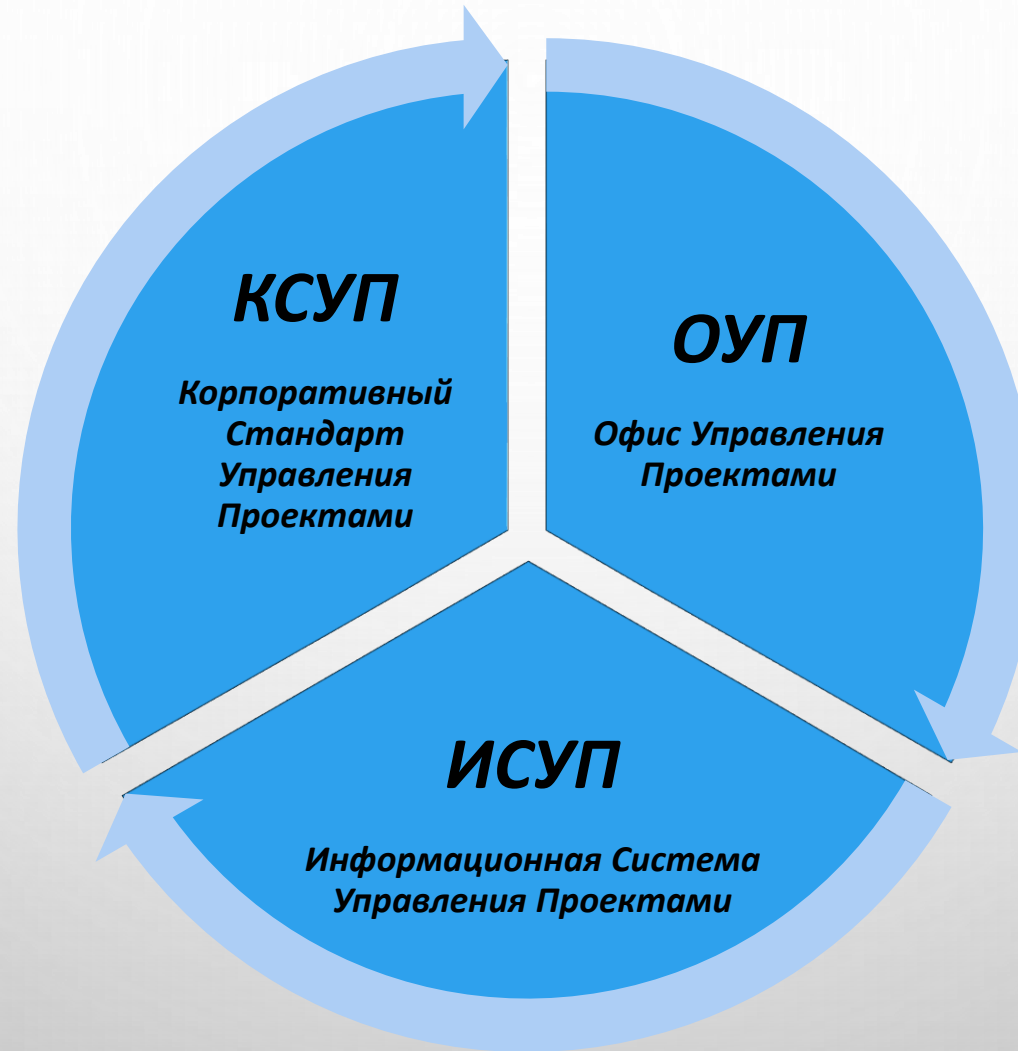 КСУП
Корпоративный
Стандарт
Управления
Проектами
ОУП
Офис Управления
Проектами
ИСУП
Информационная Система
Управления Проектами